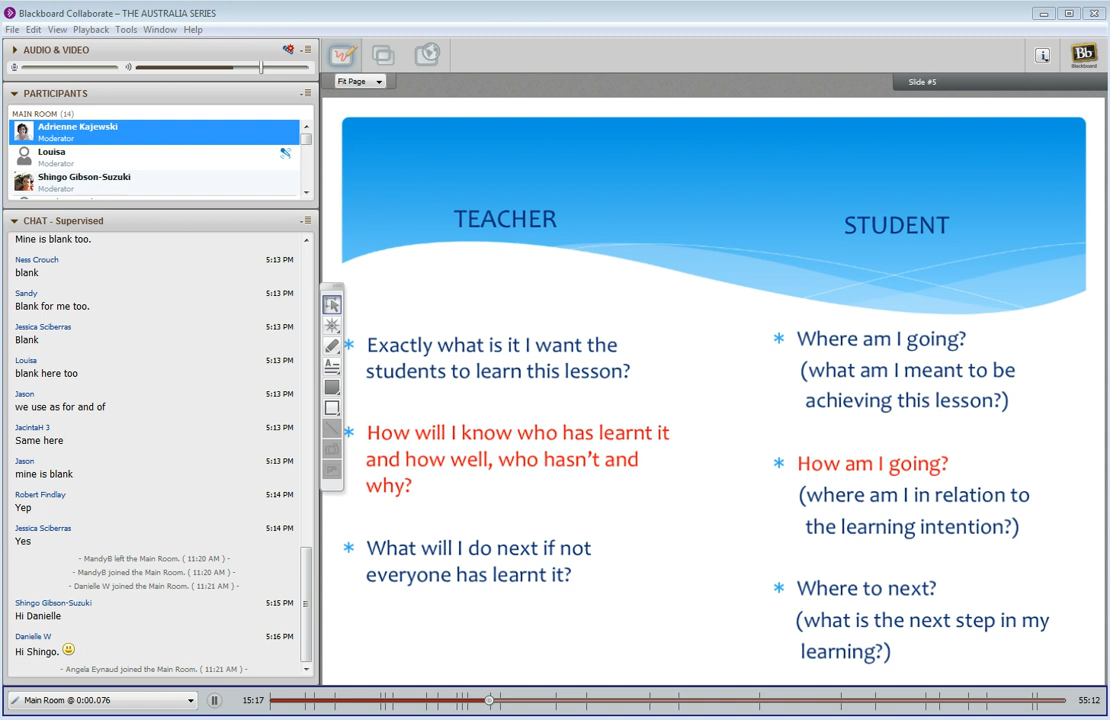 Blackboard Collaborate – THE AUSTRALIA SERIES
File Edit View Playback Tools Window Help
AUDIO & VIDEO
PARTICIPANTS
MAIN ROOM (14)
Adrienne Kajewski
Moderator
Louisa
Moderator
Shingo Gibson-Suzuki
Moderator
CHAT - Supervised
Mine is blank too.
Ness Crouch 5:13 PM
blank
Sandy 5:13 PM
Blank for me too.
Jessica Sciberras 5:13 PM
Blank
Louisa 5:13 PM
blank here too
Jason 5:13 PM
we use as for and of
JacintaH 3 5:13 PM
Same here
Jason 5:13 PM
mine is blank
Robert Findlay 5:14 PM
Yep
Jessica Sciberras 5:14 PM
Yes
- MandyB left the Main Room. ( 11:20 AM ) -
- MandyB joined the Main Room. ( 11:20 AM ) -
- Danielle W joined the Main Room. ( 11:21 AM ) -
Shingo Gibson-Suzuki 5:15 PM
Hi Danielle
Danielle W 5:16 PM
Hi Shingo.
- Angela Eynaud joined the Main Room. ( 11:21 AM ) -
Main Room @ 0:00.076
15:17
55:12
Fit Page
Slide #5
Bb
Blackboard
TEACHER
Exactly what is it I want the
students to learn this lesson?
How will I know who has learnt it
and how well, who hasn't and
why?
What will I do next if not
everyone has learnt it?
STUDENT
Where am I going?
(what am I meant to be
achieving this lesson?)
How am I going?
(where am I in relation to
the learning intention?)
Where to next?
(what is the next step in my
learning?)